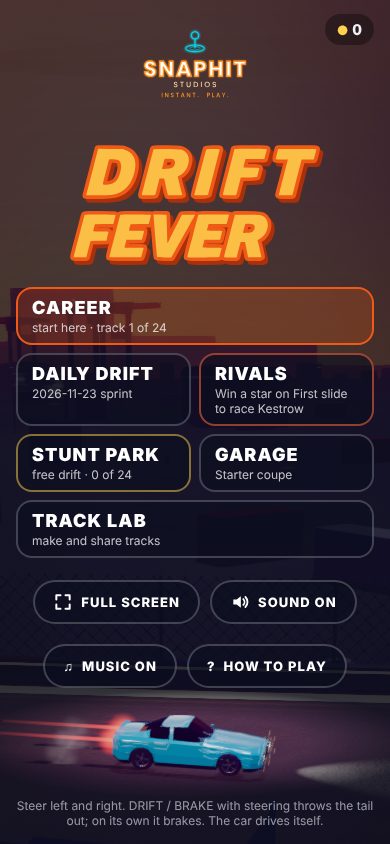 0
SNAPHIT
STUDIOS
INSTANT. PLAY.
DRIFT
FEVER
CAREER
start here · track 1 of 24
DAILY DRIFT
2026-11-23 sprint
RIVALS
Win a star on First slide
to race Kestrow
STUNT PARK
free drift · 0 of 24
GARAGE
Starter coupe
TRACK LAB
make and share tracks
FULL SCREEN
SOUND ON
♫ MUSIC ON
? HOW TO PLAY
Steer left and right. DRIFT / BRAKE with steering throws the tail
out; on its own it brakes. The car drives itself.